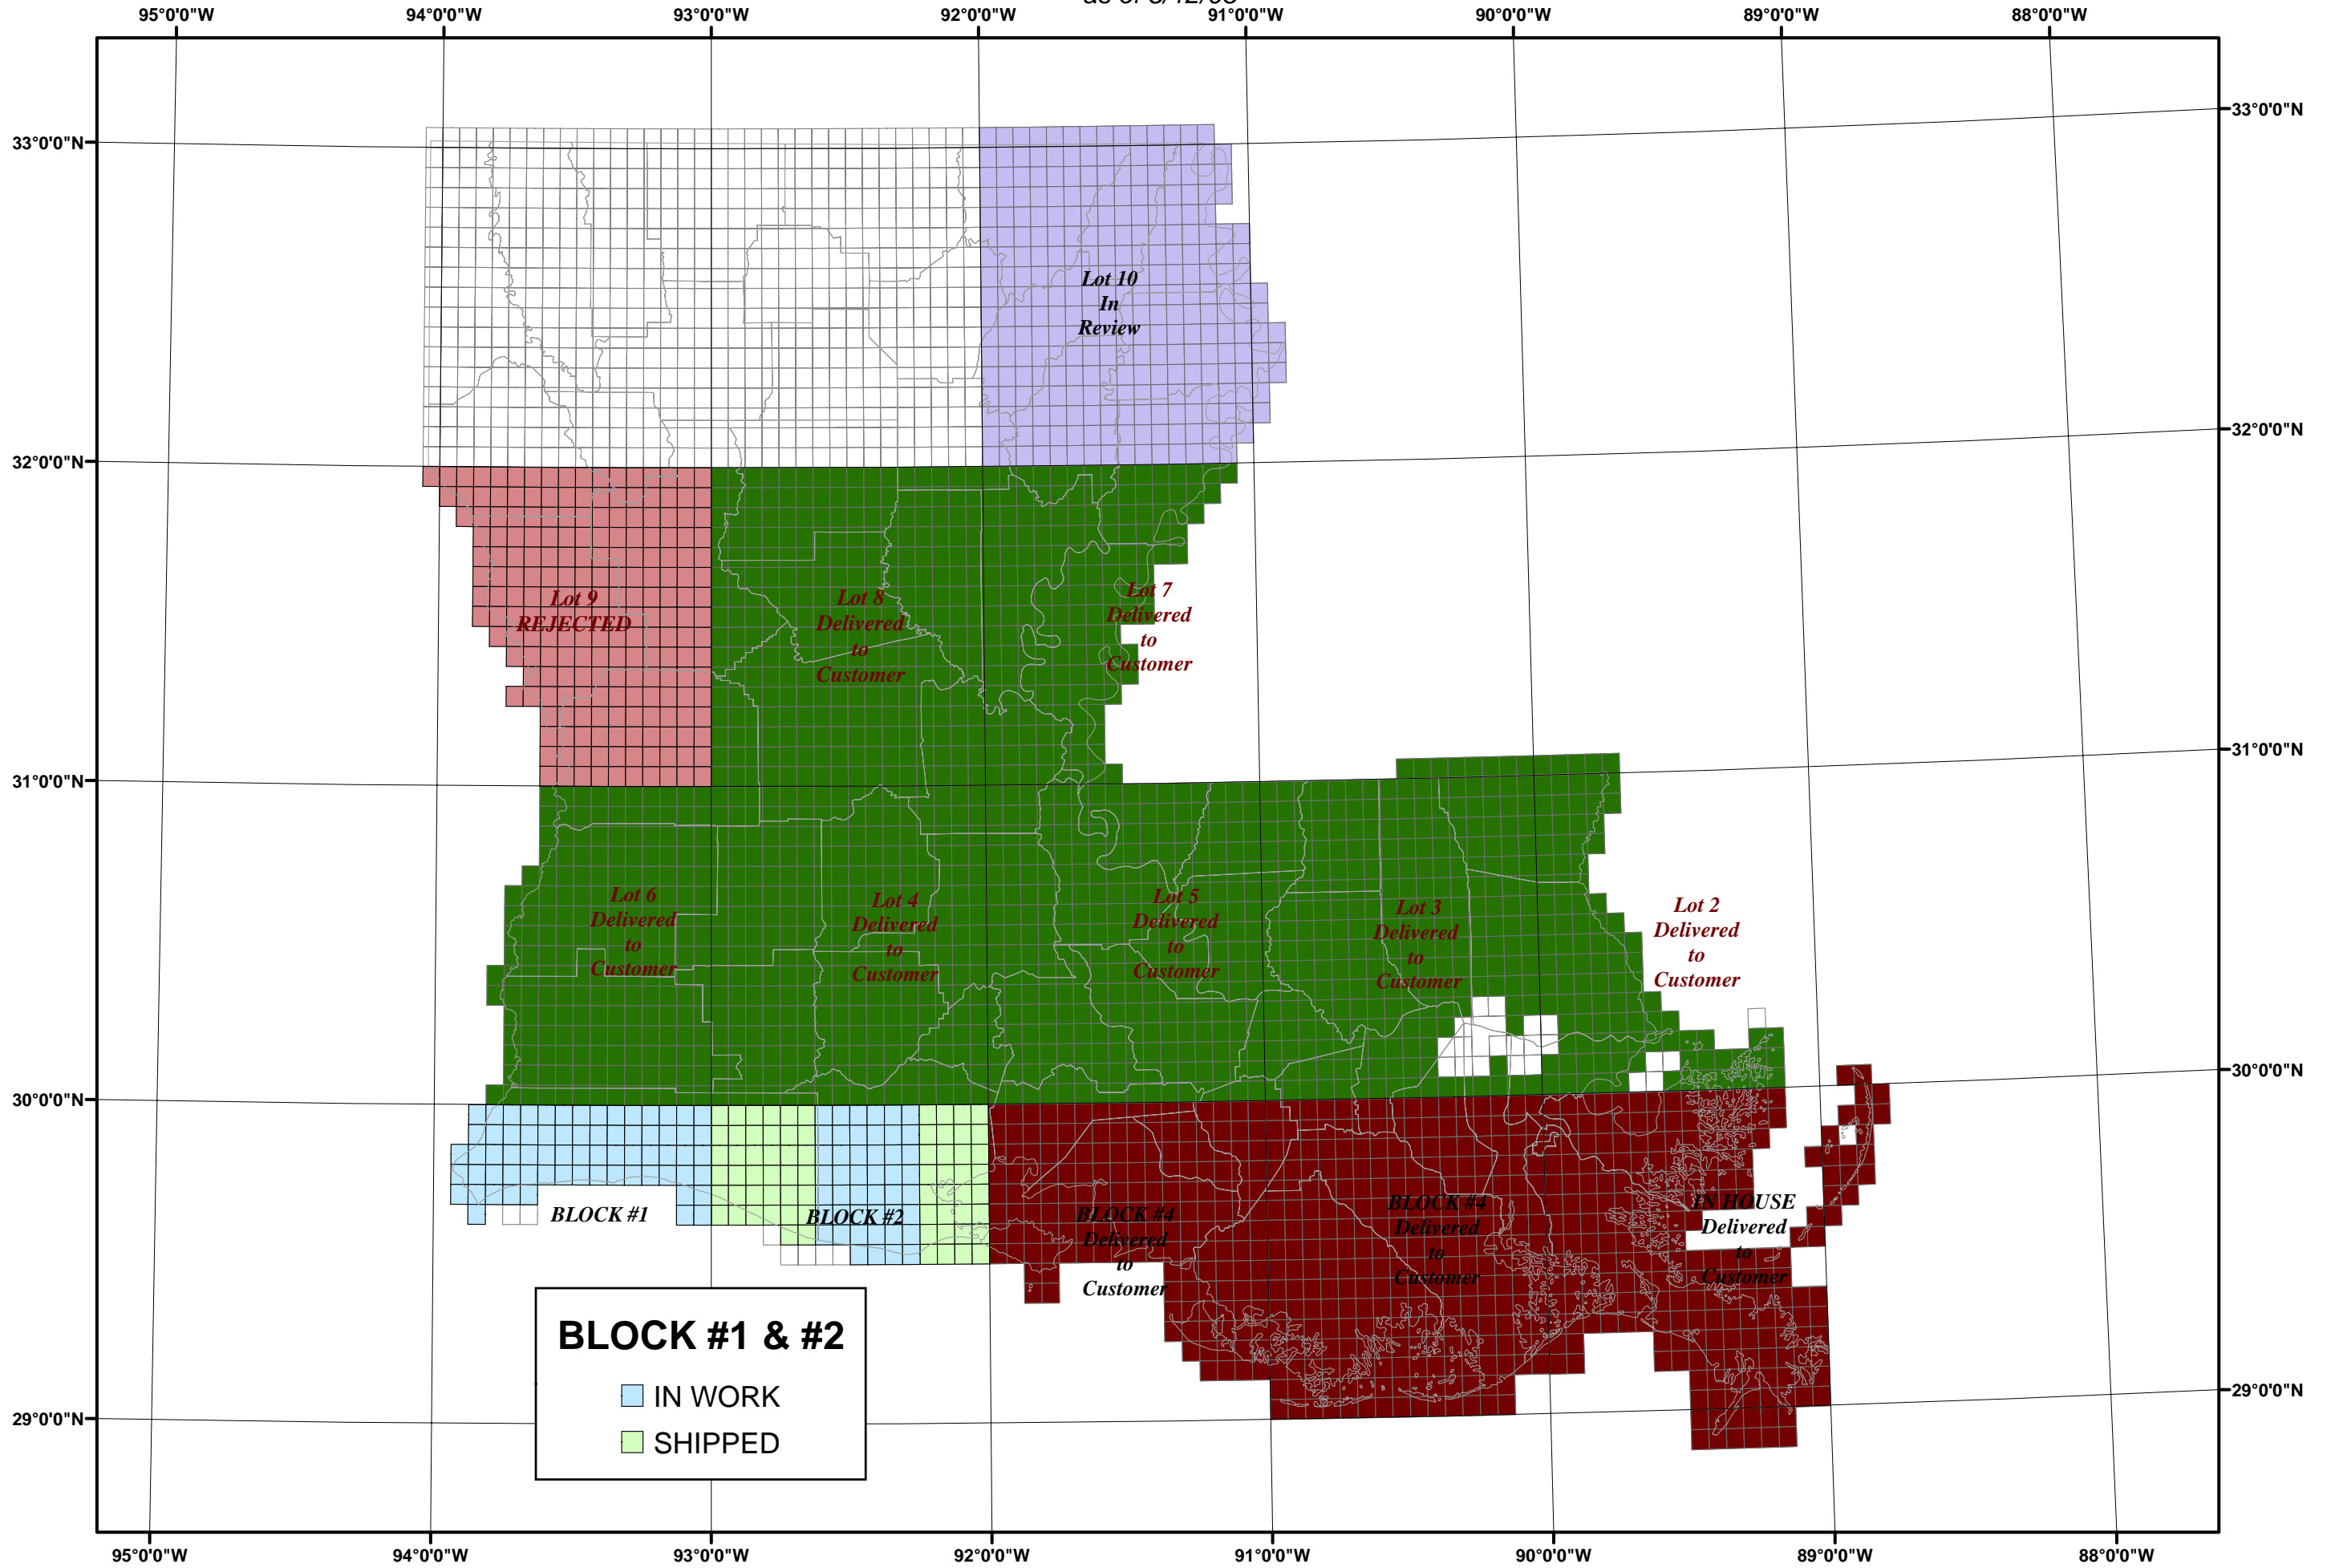 95°0'0"W 94°0'0"W 93°0'0"W 92°0'0"W 91°0'0"W 90°0'0"W 89°0'0"W 88°0'0"W
33°0'0"N 33°0'0"N
Lot 10
In
Review
32°0'0"N 32°0'0"N
Lot 9
REJECTED
Lot 8
Delivered
to
Customer
Lot 7
Delivered
to
Customer
31°0'0"N 31°0'0"N
Lot 6
Delivered
to
Customer
Lot 4
Delivered
to
Customer
Lot 5
Delivered
to
Customer
Lot 3
Delivered
to
Customer
Lot 2
Delivered
to
Customer
30°0'0"N 30°0'0"N
BLOCK #1
BLOCK #2
BLOCK #4
Delivered
to
Customer
BLOCK #4
Delivered
to
Customer
IN HOUSE
Delivered
to
Customer
BLOCK #1 & #2
IN WORK
SHIPPED
29°0'0"N 29°0'0"N
95°0'0"W 94°0'0"W 93°0'0"W 92°0'0"W 91°0'0"W 90°0'0"W 89°0'0"W 88°0'0"W